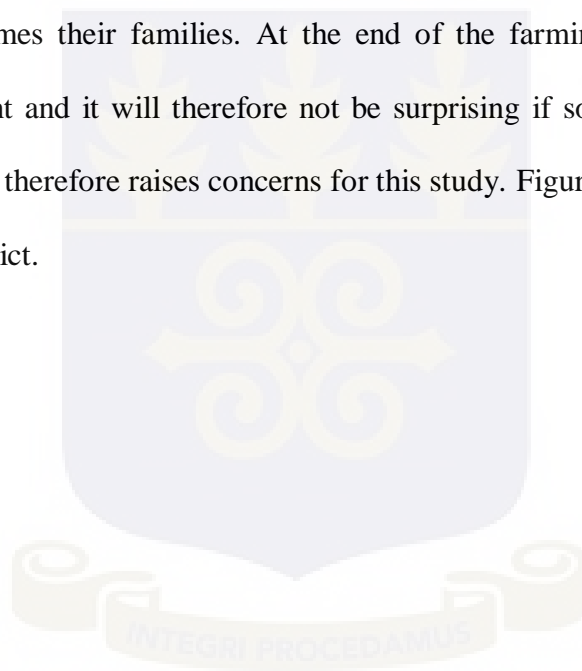 mes their families. At the end of the farmin
nt and it will therefore not be surprising if so
therefore raises concerns for this study. Figur
ict.
INTEGRI PROCEDAMUS